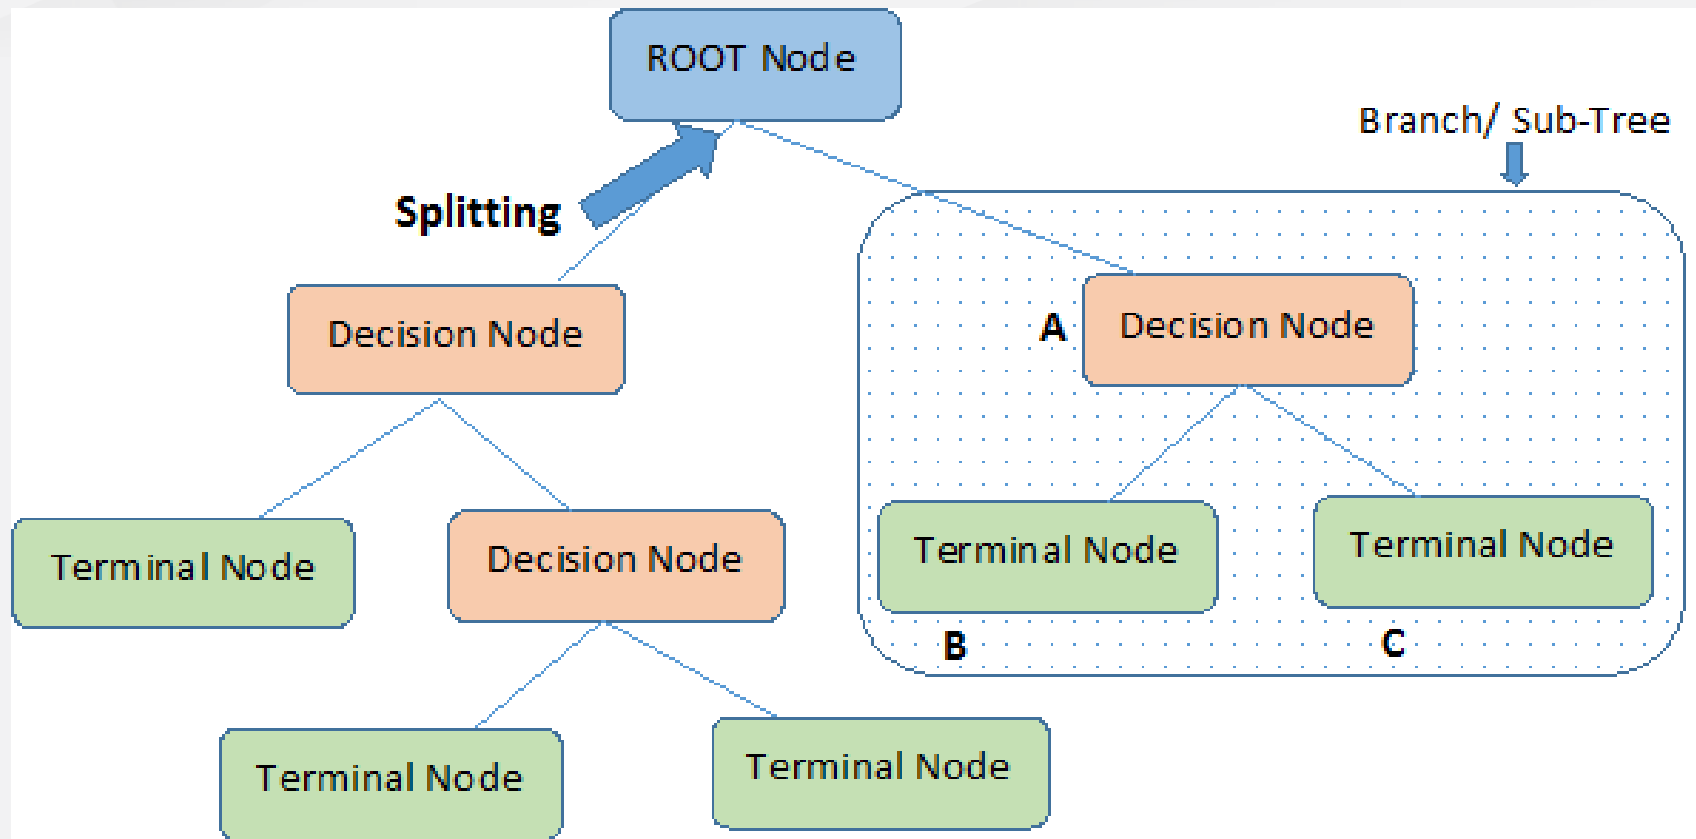 ROOT Node
Branch/ Sub-Tree
Splitting
Decision Node
A
Decision Node
Terminal Node
Decision Node
Terminal Node
Terminal Node
B
C
Terminal Node
Terminal Node